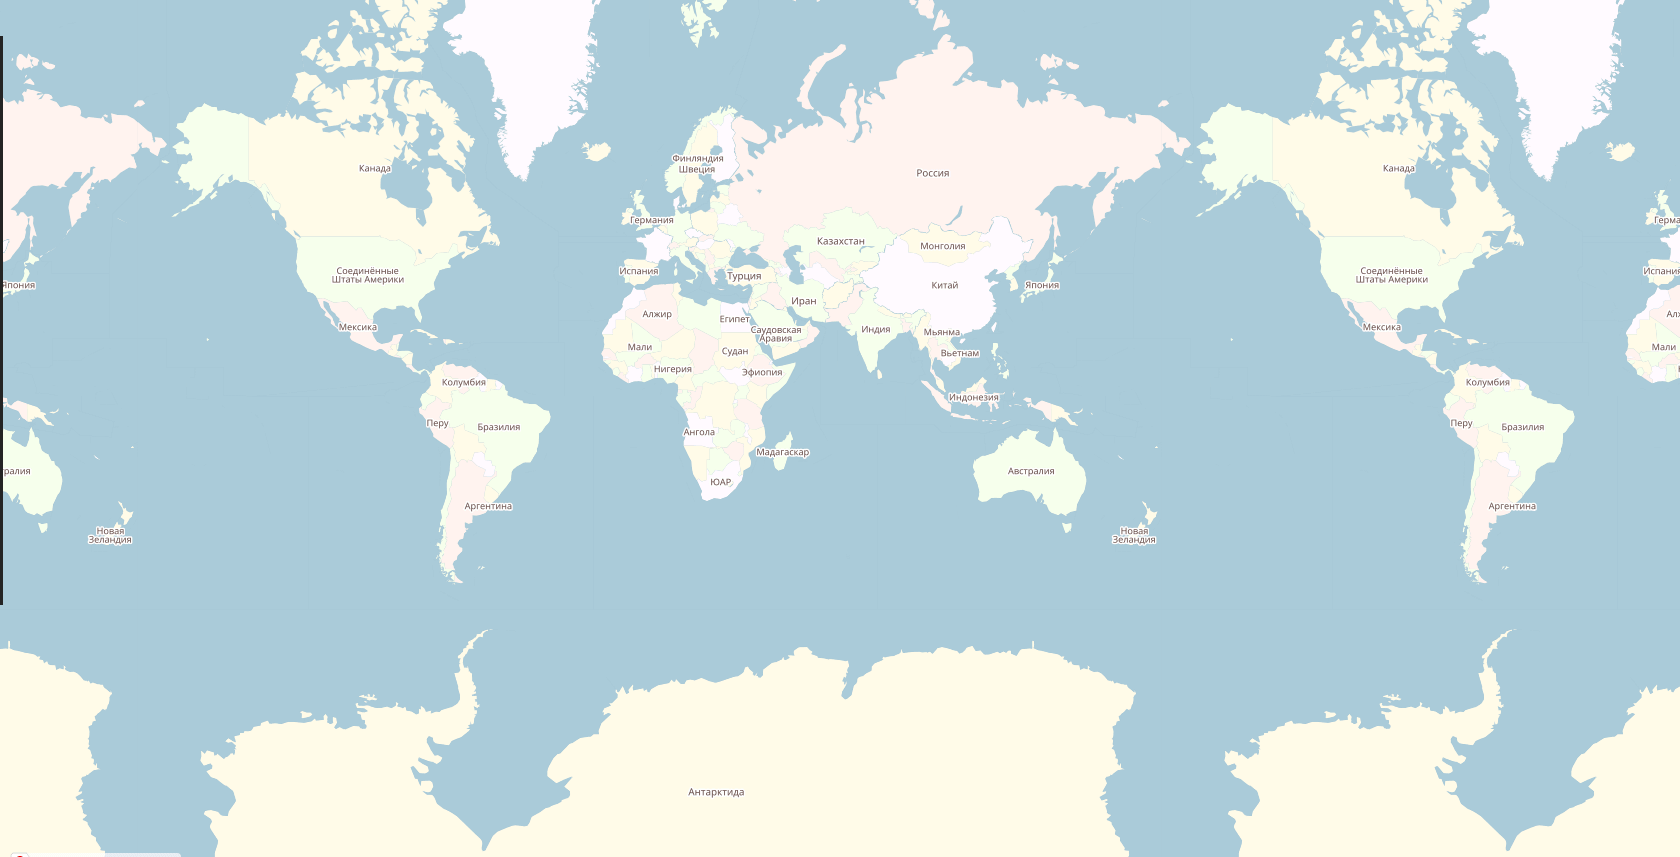 Финляндия
Швеция
Канада
Канада
Россия
Германия
Герма
Казахстан
Монголия
Испания
Испания
Соединённые
Штаты Америки
Соединённые
Штаты Америки
Турция
Япония
Китай
Япония
Иран
Алжир
Египет
Мексика
Саудовская
Аравия
Индия
Мьянма
Мексика
Мали
Судан
Вьетнам
Мали
Нигерия
Эфиопия
Колумбия
Колумбия
Индонезия
Перу
Бразилия
Ангола
Перу
Бразилия
Мадагаскар
ралия
Австралия
ЮАР
Аргентина
Аргентина
Новая
Зеландия
Новая
Зеландия
Антарктида